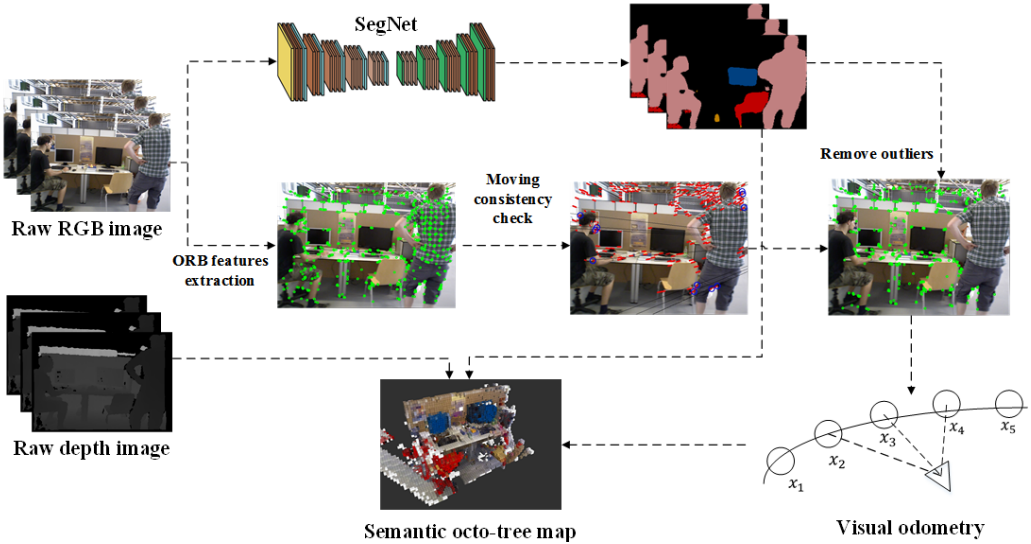 SegNet
Raw RGB image
ORB features
extraction
Moving
consistency
check
Remove outliers
Raw depth image
Semantic octo-tree map
x₁
x₂
x₃
x₄
x₅
Visual odometry